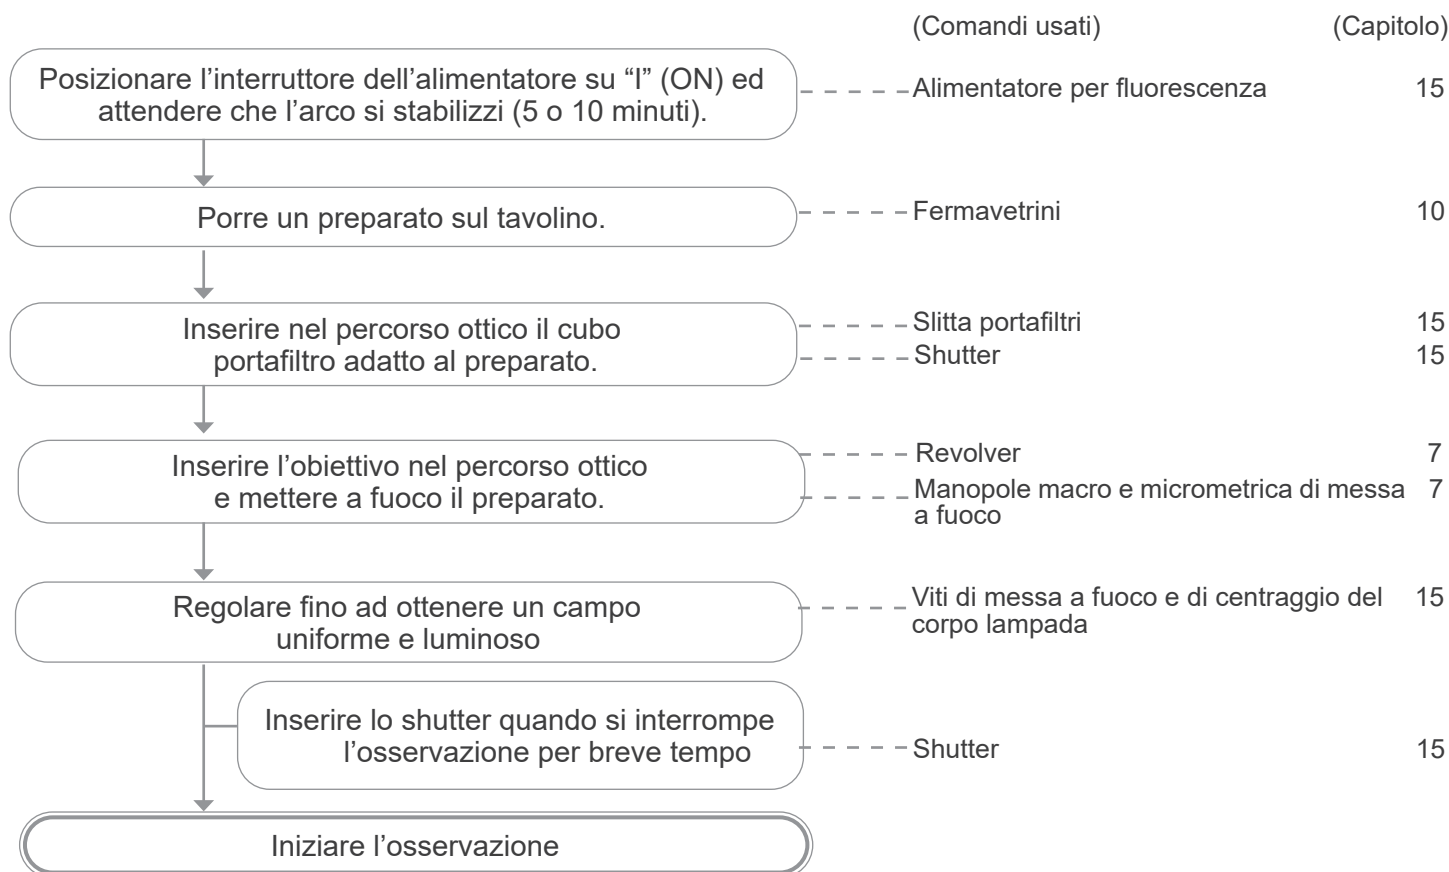 (Comandi usati) (Capitolo)
Posizionare l’interruttore dell’alimentatore su “I” (ON) ed
attendere che l’arco si stabilizzi (5 o 10 minuti).
Alimentatore per fluorescenza 15
Porre un preparato sul tavolino.
Fermavetrini 10
Inserire nel percorso ottico il cubo
portafiltro adatto al preparato.
Slitta portafiltri 15
Shutter 15
Inserire l’obiettivo nel percorso ottico
e mettere a fuoco il preparato.
Revolver 7
Manopole macro e micrometrica di messa 7
a fuoco
Regolare fino ad ottenere un campo
uniforme e luminoso
Viti di messa a fuoco e di centraggio del 15
corpo lampada
Inserire lo shutter quando si interrompe
l’osservazione per breve tempo
Shutter 15
Iniziare l’osservazione